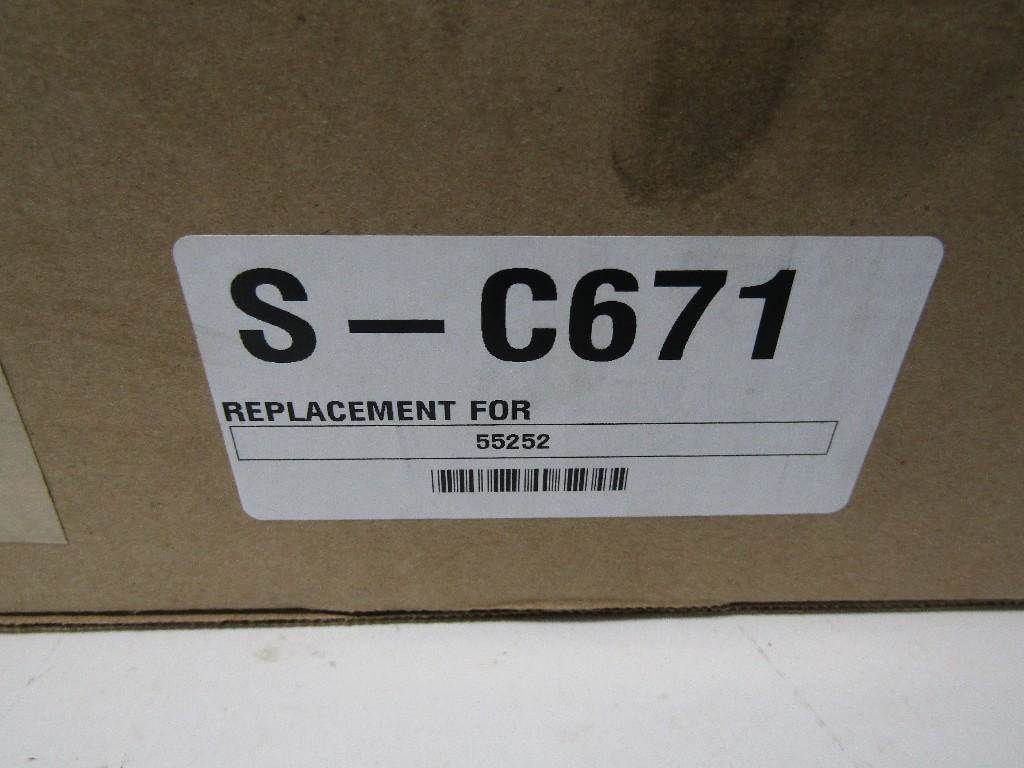 S – C671
REPLACEMENT FOR
55252